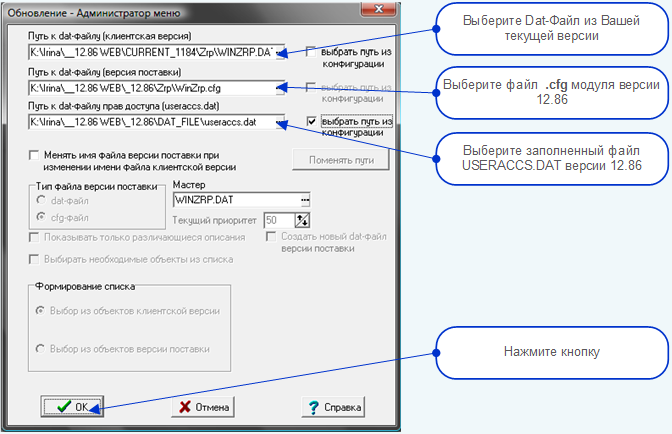 Обновление - Администратор меню
Путь к dat-файлу (клиентская версия)
K:\Irina\__12.86 WEB\CURRENT_1184\Zrp\WINZRP.DA
выбрать путь из
конфигурации
Путь к dat-файлу (версия поставки)
K:\Irina\__12.86 WEB\_12.86\Zrp\WinZrp.cfg
выбрать путь из
конфигурации
Путь к dat-файлу прав доступа (useraccs.dat)
K:\Irina\__12.86 WEB\_12.86\DAT_FILE\useraccs.dat
выбрать путь из
конфигурации
Менять имя файла версии поставки при
изменении имени файла клиентской версии
Поменять пути
Тип файла версии поставки
dat-файл
cfg-файл
Мастер
WINZRP.DAT
Текущий приоритет
50
Показывать только различающиеся описания
Создать новый dat-файл
версии поставки
Выбирать необходимые объекты из списка
Формирование списка
Выбор из объектов клиентской версии
Выбор из объектов версии поставки
OK
Отмена
Справка
Выберите Dat-Файл из Вашей
текущей версии
Выберите файл .cfg модуля версии
12.86
Выберите заполненный файл
USERACCS.DAT версии 12.86
Нажмите кнопку